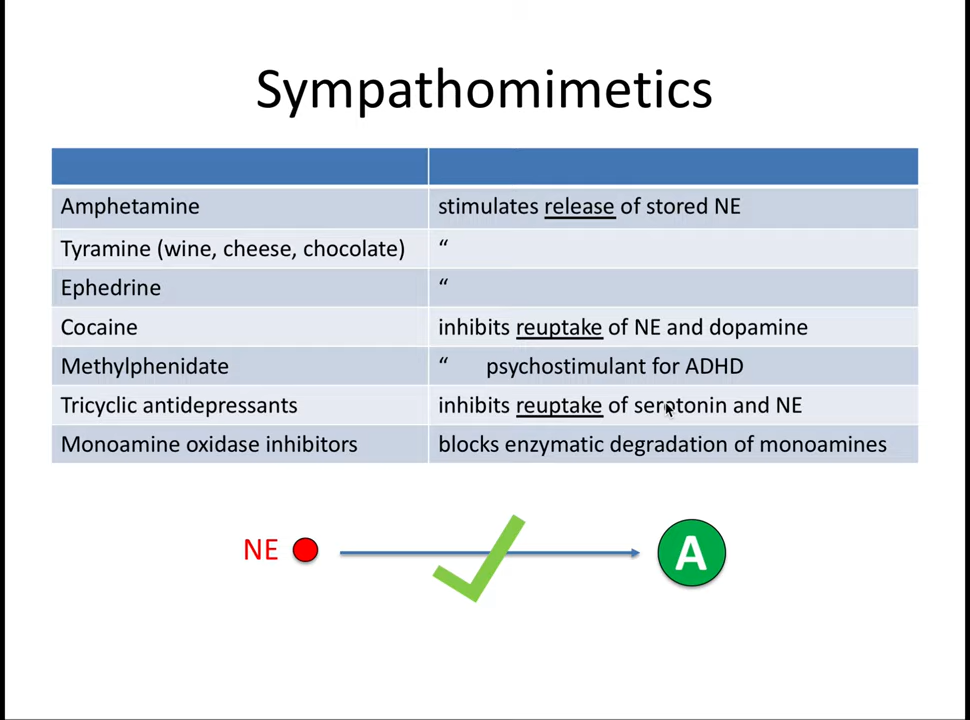 Sympathomimetics
Amphetamine stimulates release of stored NE
Tyramine (wine, cheese, chocolate) “
Ephedrine “
Cocaine inhibits reuptake of NE and dopamine
Methylphenidate “ psychostimulant for ADHD
Tricyclic antidepressants inhibits reuptake of serotonin and NE
Monoamine oxidase inhibitors blocks enzymatic degradation of monoamines
NE A